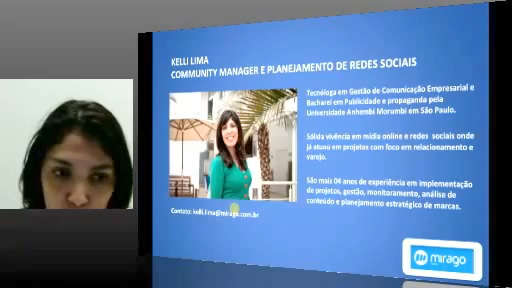 KELLI LIMA
COMMUNITY MANAGER E PLANEJAMENTO DE REDES SOCIAIS
Tecnóloga em Gestão de Comunicação Empresarial e
Bacharel em Publicidade e propaganda pela
Universidade Anhembi Morumbi em São Paulo.
Sólida vivência em mídia online e redes sociais onde
já atuou em projetos com foco em relacionamento e
varejo.
São mais 04 anos de experiência em implementação
de projetos, gestão, monitoramento, análise de
conteúdo e planejamento estratégico de marcas.
Contato: kelli.lima@mirago.com.br
mirago